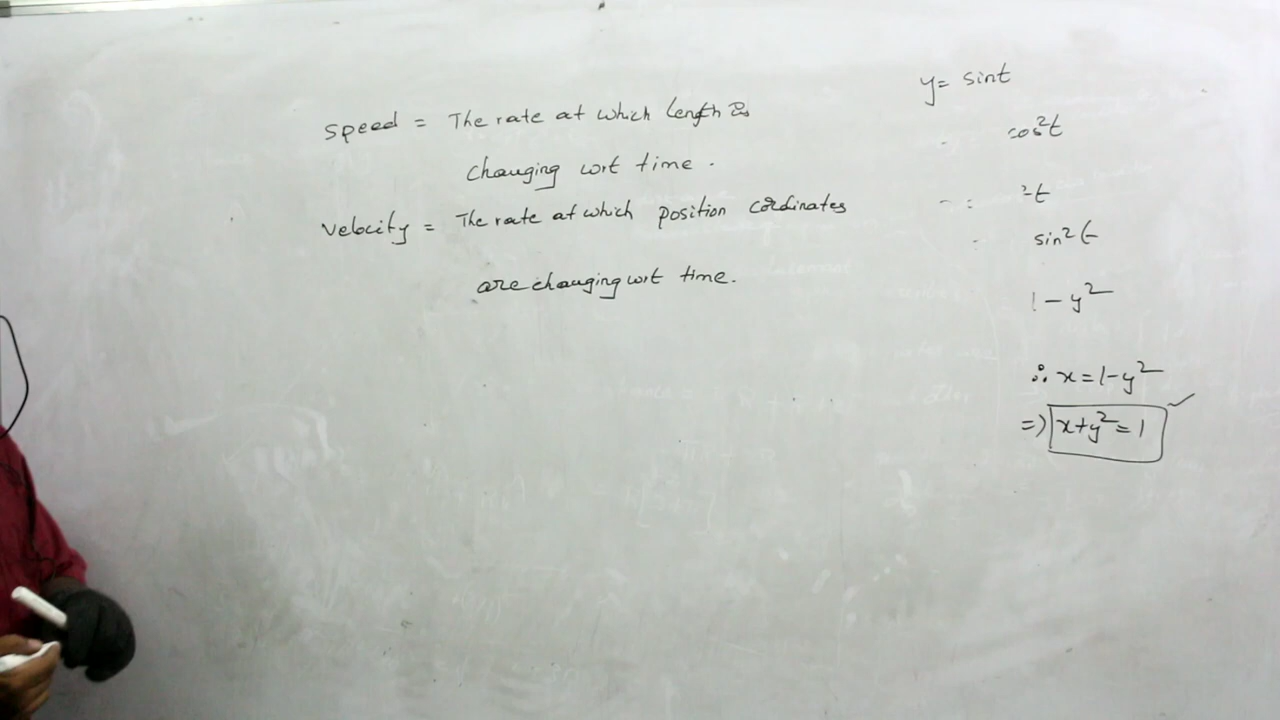 Speed = The rate at which length is
changing wrt time.
Velocity = The rate at which position cordinates
are changing wrt time.
y = sint
cos²t
²t
sin²t
1 - y²
∴ x = 1 - y²
=) x + y² = 1 ✓